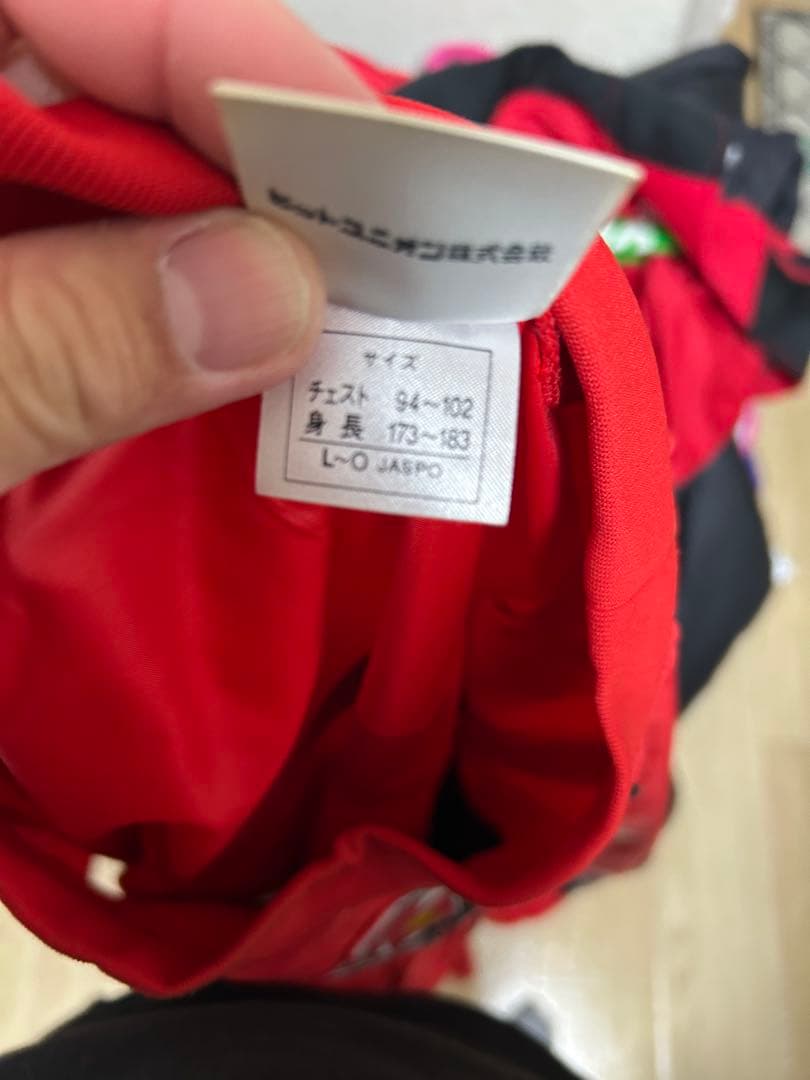 ヒットユニオン株式会社
サイズ
チェスト 94~102
身長 173~183
L~O JASPO